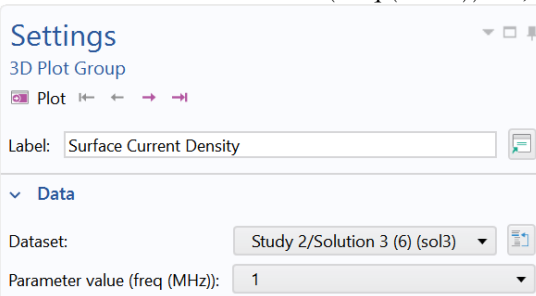 Settings
3D Plot Group
Plot
Label: Surface Current Density
Data
Dataset: Study 2/Solution 3 (6) (sol3)
Parameter value (freq (MHz)): 1